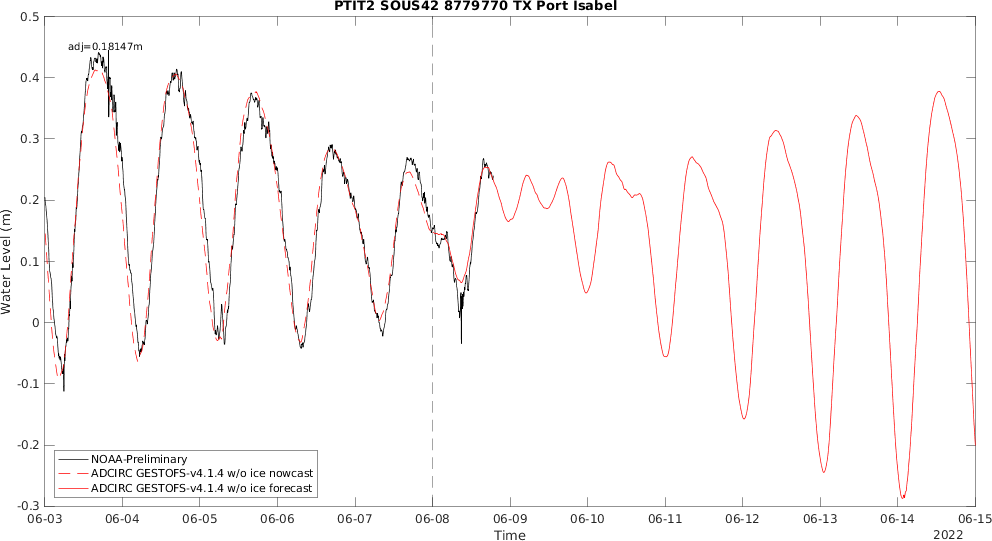 PTIT2 SOUS42 8779770 TX Port Isabel
adj=0.18147m
Water Level (m)
0.5
0.4
0.3
0.2
0.1
0
-0.1
-0.2
-0.3
NOAA-Preliminary
ADCIRC GESTOFS-v4.1.4 w/o ice nowcast
ADCIRC GESTOFS-v4.1.4 w/o ice forecast
06-03 06-04 06-05 06-06 06-07 06-08 06-09 06-10 06-11 06-12 06-13 06-14 06-15
Time
2022